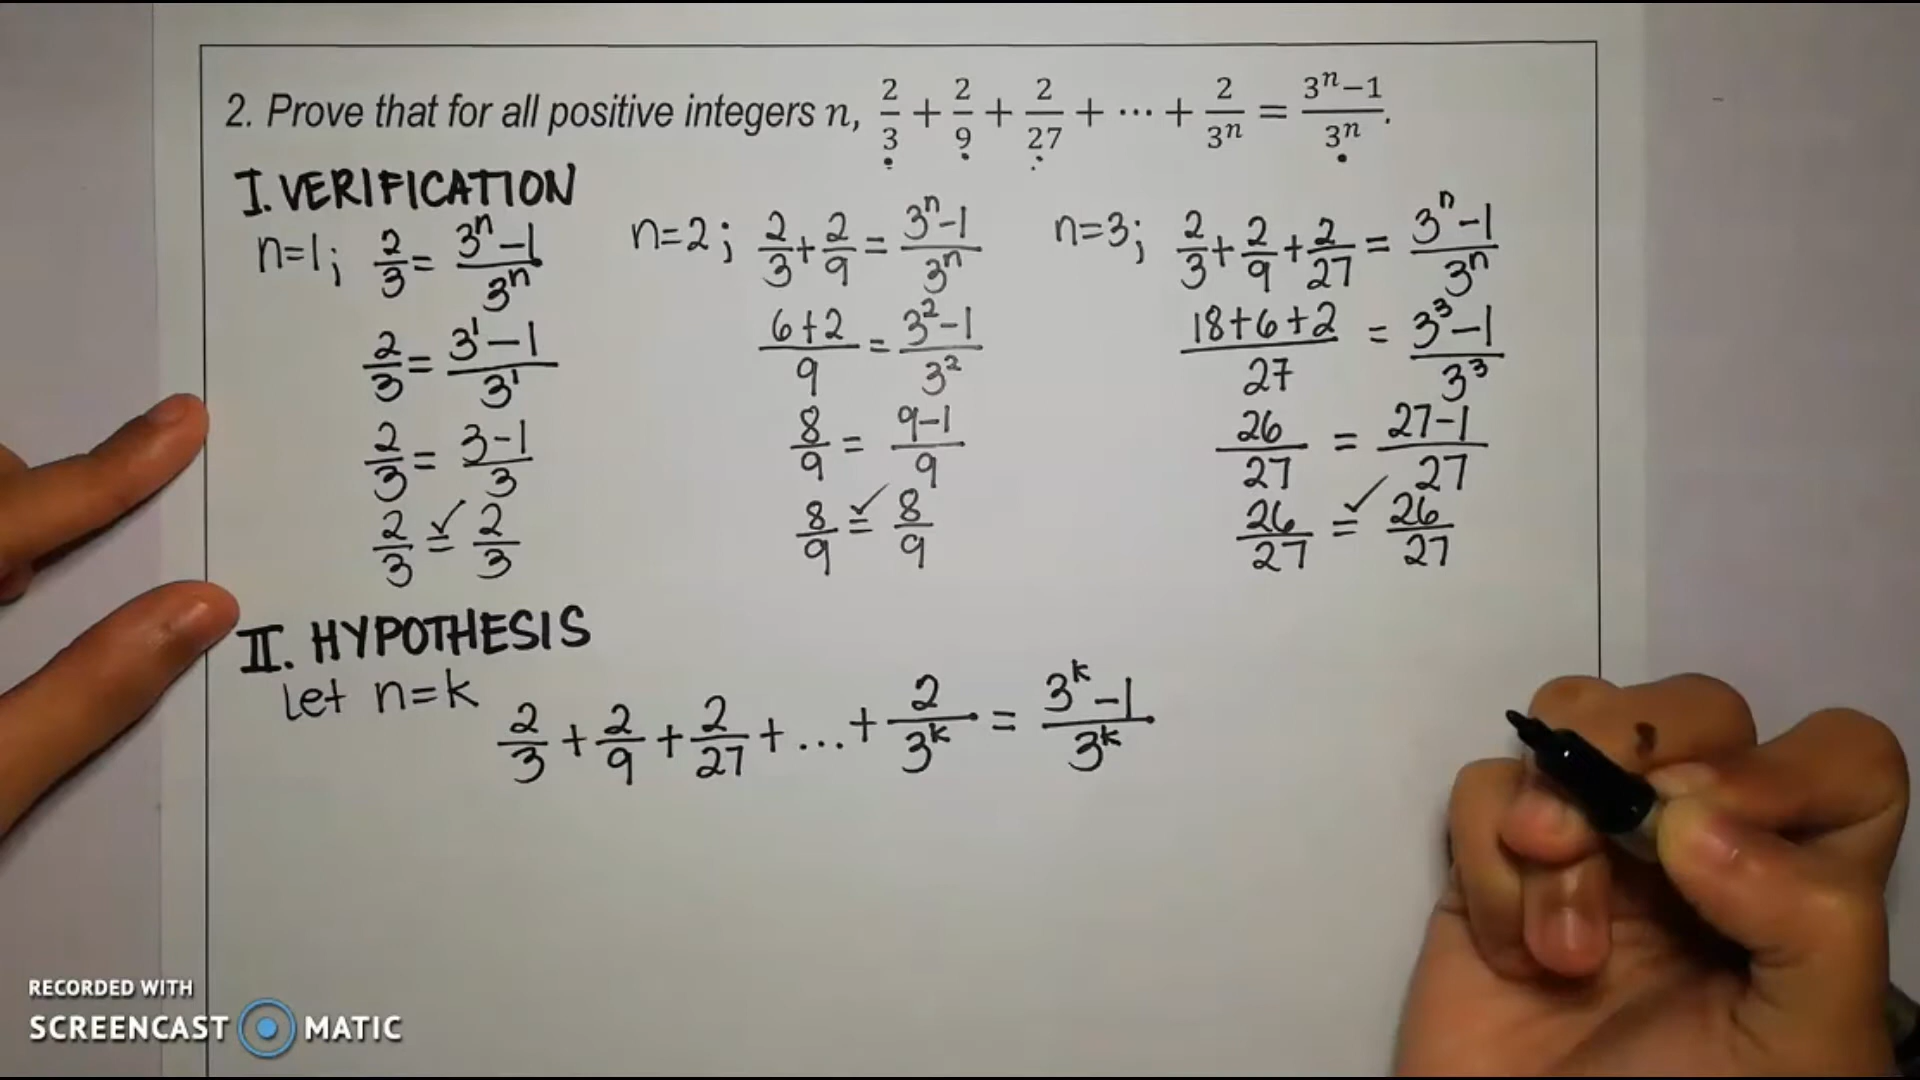 2. Prove that for all positive integers n, 2/3 + 2/9 + 2/27 + ⋯ + 2/3ⁿ = (3ⁿ−1)/3ⁿ.
I. VERIFICATION
n=1; 2/3 = (3ⁿ-1)/3ⁿ
2/3 = (3¹-1)/3¹
2/3 = (3-1)/3
2/3 = ✓ 2/3
n=2; 2/3 + 2/9 = (3ⁿ-1)/3ⁿ
(6+2)/9 = (3²-1)/3²
8/9 = (9-1)/9
8/9 = ✓ 8/9
n=3; 2/3 + 2/9 + 2/27 = (3ⁿ-1)/3ⁿ
(18+6+2)/27 = (3³-1)/3³
26/27 = (27-1)/27
26/27 = ✓ 26/27
II. HYPOTHESIS
Let n=k
2/3 + 2/9 + 2/27 + ... + 2/3ᵏ = (3ᵏ-1)/3ᵏ
RECORDED WITH
SCREENCAST MATIC